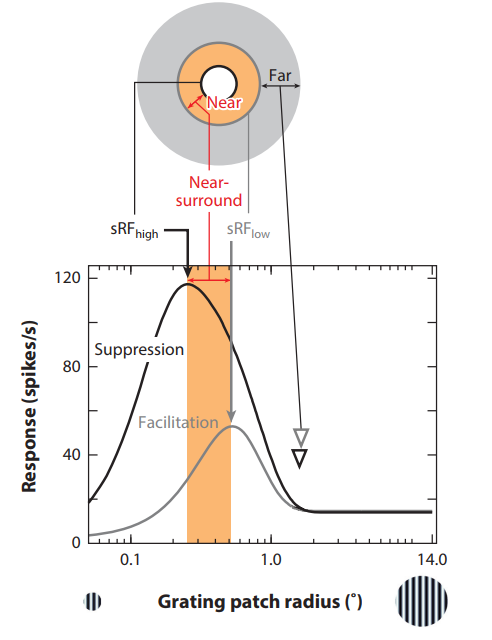 Far
Near
Near-
surround
sRFhigh
sRFlow
120
Suppression
80
Facilitation
40
0
Response (spikes/s)
0.1
1.0
14.0
Grating patch radius (˚)